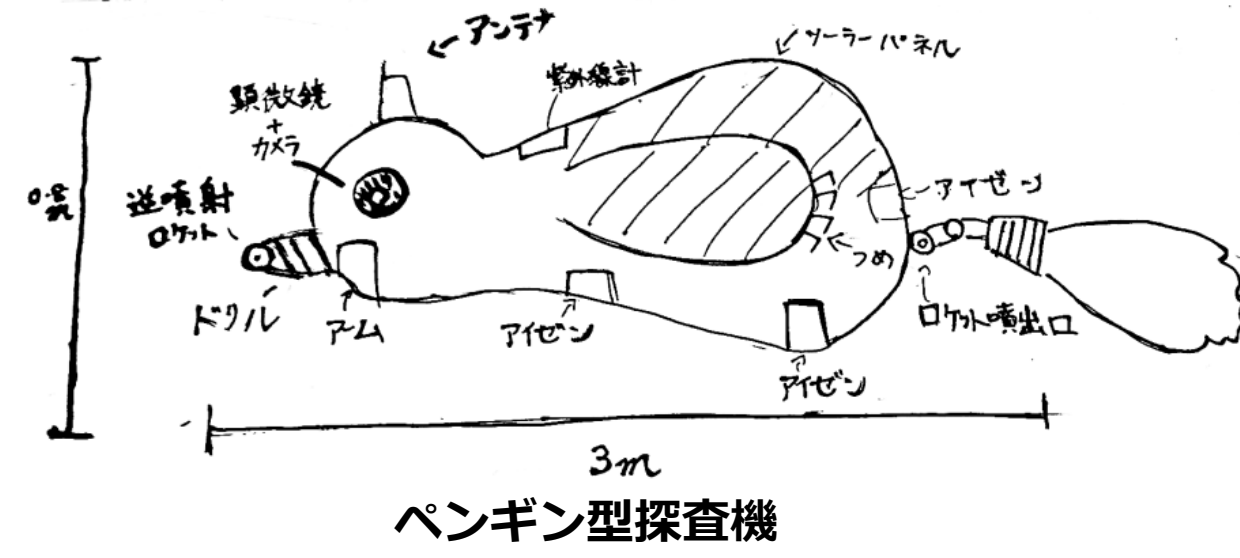 アンテナ
ソーラーパネル
紫外線計
顕微鏡
+
カメラ
0.8m
逆噴射
ロケット
アイゼン
つめ
ドリル
アーム
アイゼン
ロケット噴出口
アイゼン
3m
ペンギン型探査機